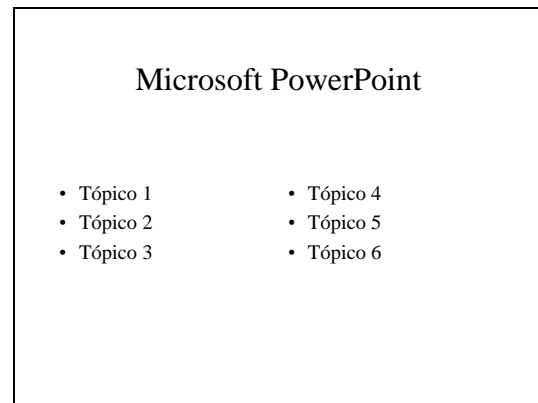 Microsoft PowerPoint
• Tópico 1
• Tópico 2
• Tópico 3
• Tópico 4
• Tópico 5
• Tópico 6